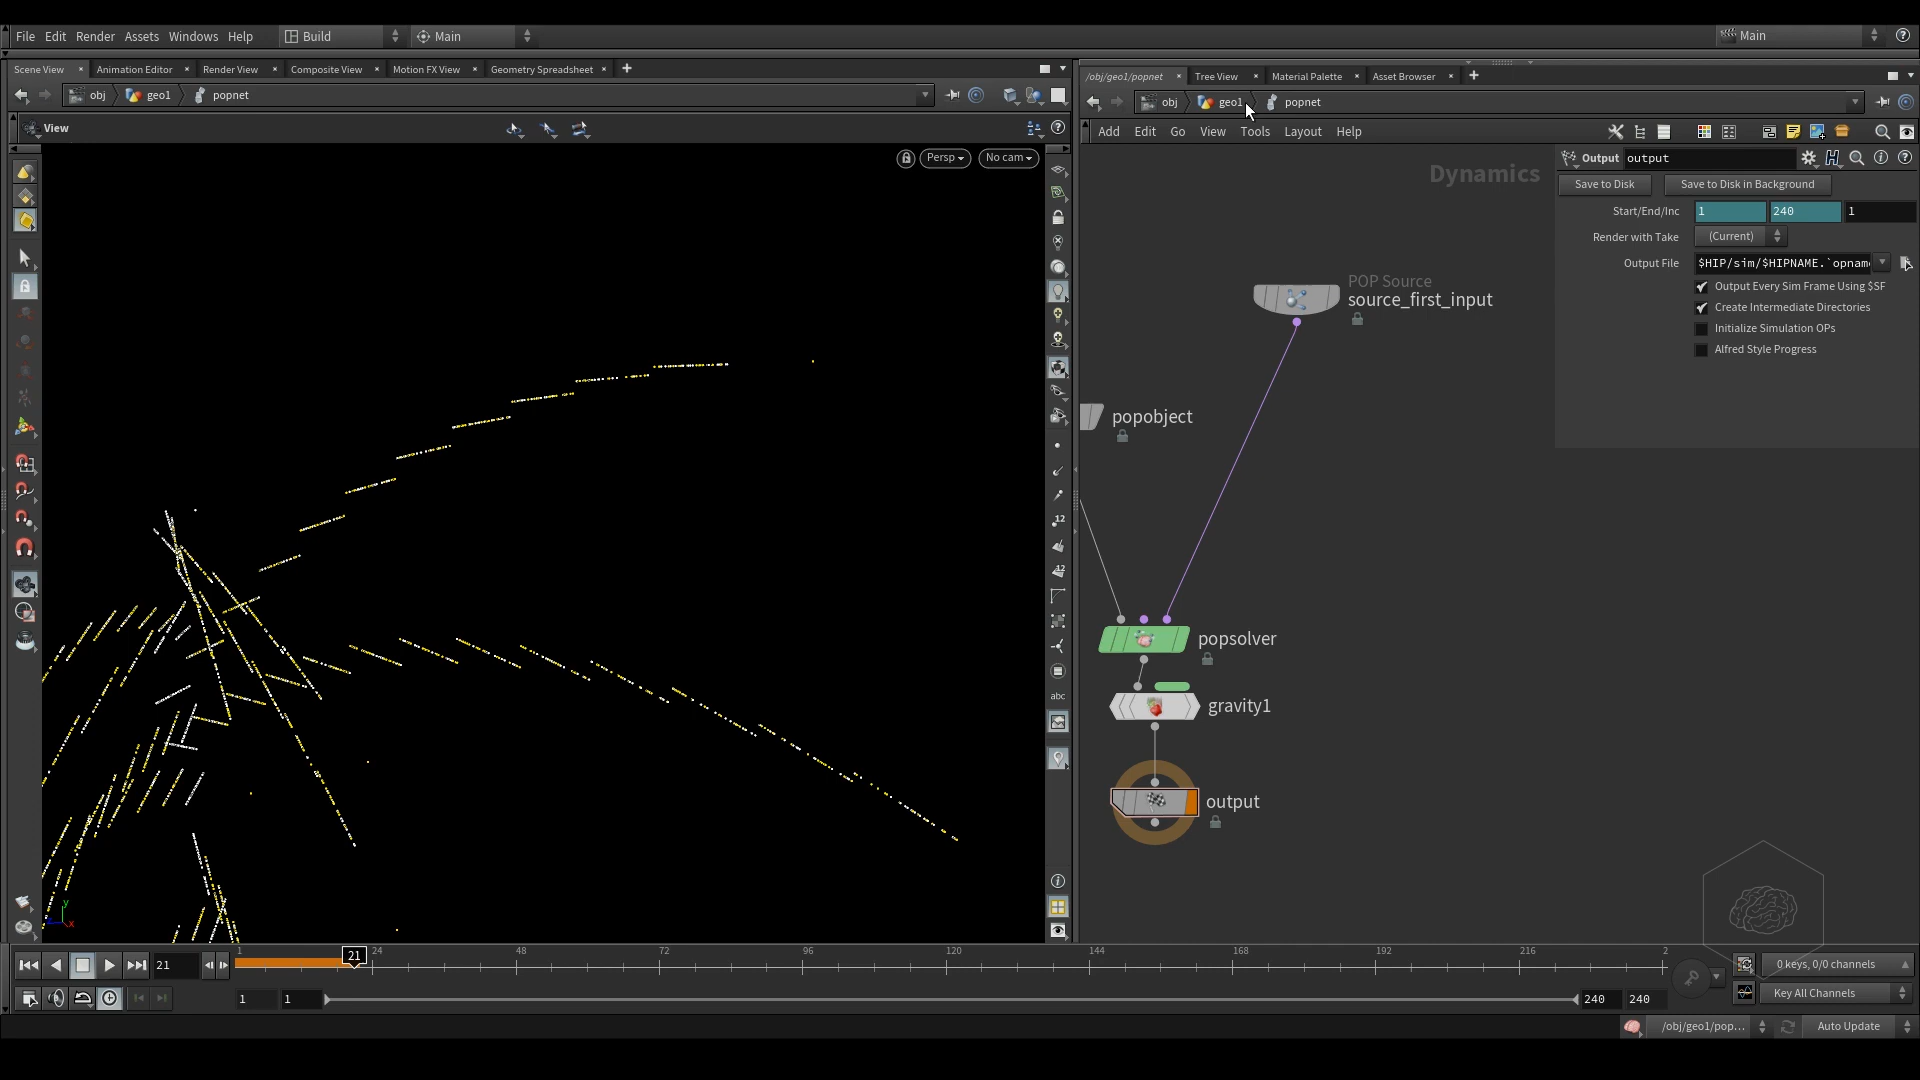 File Edit Render Assets Windows Help Build Main Main
Scene View Animation Editor Render View Composite View Motion FX View Geometry Spreadsheet
/obj/geo1/popnet Tree View Material Palette Asset Browser
obj geo1 popnet
obj geo1 popnet
View
Add Edit Go View Tools Layout Help
Persp No cam
Dynamics
Output output
Save to Disk Save to Disk in Background
Start/End/Inc 1 240 1
Render with Take (Current)
Output File $HIP/sim/$HIPNAME.`opnam
Output Every Sim Frame Using $SF
Create Intermediate Directories
Initialize Simulation OPs
Alfred Style Progress
POP Source
source_first_input
popobject
popsolver
gravity1
output
12
12
abc
y
x
21 1 21 24 48 72 96 120 144 168 192 216 2
0 keys, 0/0 channels
1 1 240 240
Key All Channels
/obj/geo1/pop... Auto Update